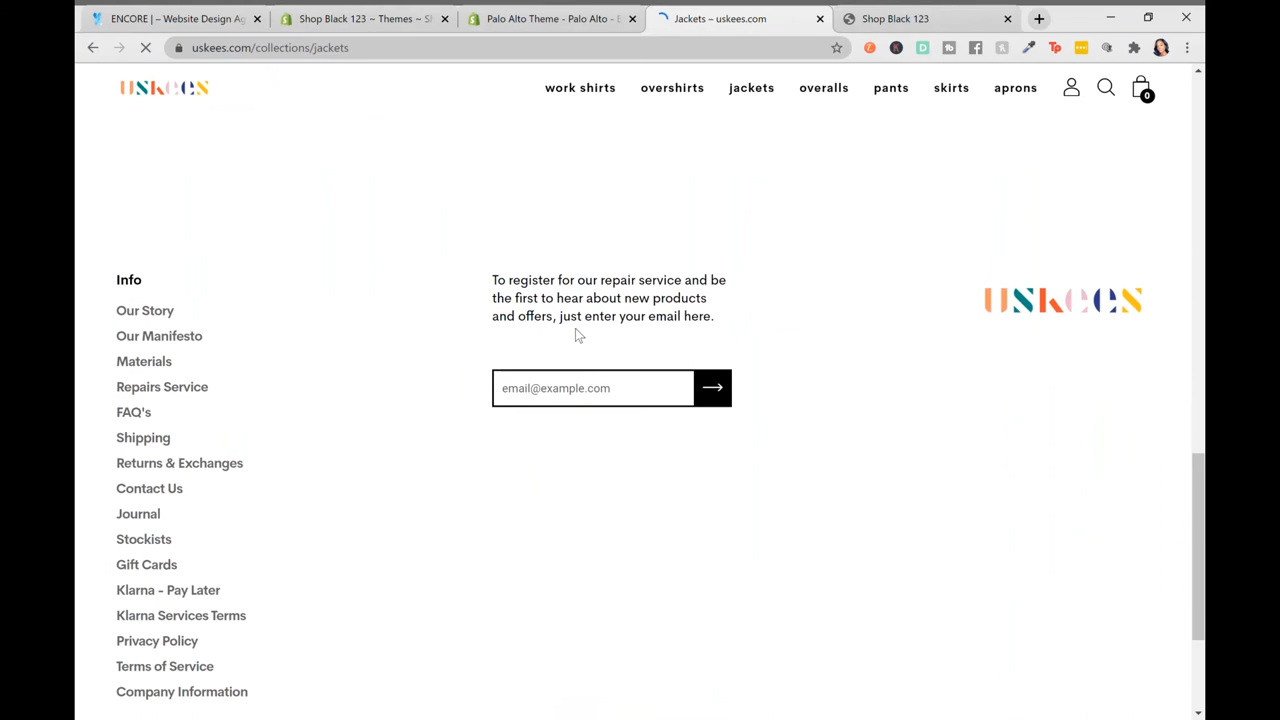 ENCORE | – Website Design Ag
Shop Black 123 ~ Themes ~ Sh
Palo Alto Theme - Palo Alto - E
Jackets – uskees.com
Shop Black 123
uskees.com/collections/jackets
uskees
work shirts
overshirts
jackets
overalls
pants
skirts
aprons
0
Info
Our Story
Our Manifesto
Materials
Repairs Service
FAQ's
Shipping
Returns & Exchanges
Contact Us
Journal
Stockists
Gift Cards
Klarna - Pay Later
Klarna Services Terms
Privacy Policy
Terms of Service
Company Information
To register for our repair service and be
the first to hear about new products
and offers, just enter your email here.
email@example.com
uskees